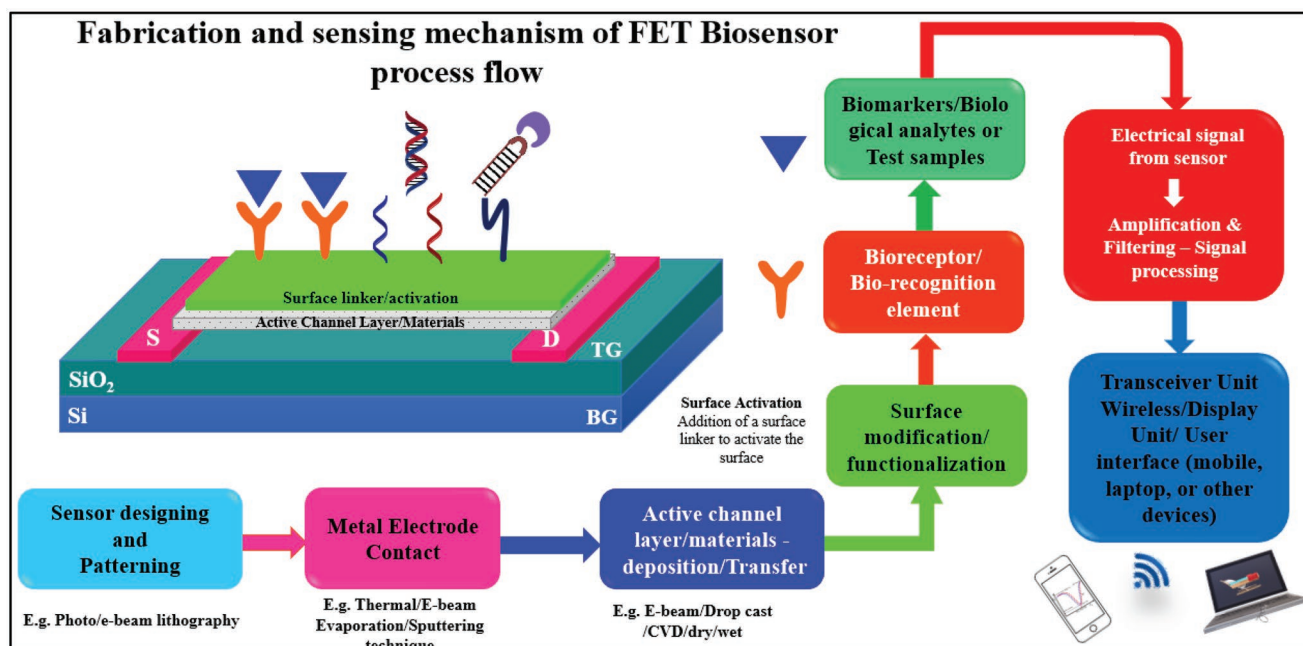 Fabrication and sensing mechanism of FET Biosensor
process flow
Surface linker/activation
Active Channel Layer/Materials
S
D
TG
SiO₂
Si
BG
Sensor designing
and
Patterning
E.g. Photo/e-beam lithography
Metal Electrode
Contact
E.g. Thermal/E-beam
Evaporation/Sputtering
technique
Active channel
layer/materials -
deposition/Transfer
E.g. E-beam/Drop cast
/CVD/dry/wet
Surface Activation
Addition of a surface
linker to activate the
surface
Surface
modification/
functionalization
Bioreceptor/
Bio-recognition
element
Biomarkers/Biolo
gical analytes or
Test samples
Electrical signal
from sensor
Amplification &
Filtering – Signal
processing
Transceiver Unit
Wireless/Display
Unit/ User
interface (mobile,
laptop, or other
devices)